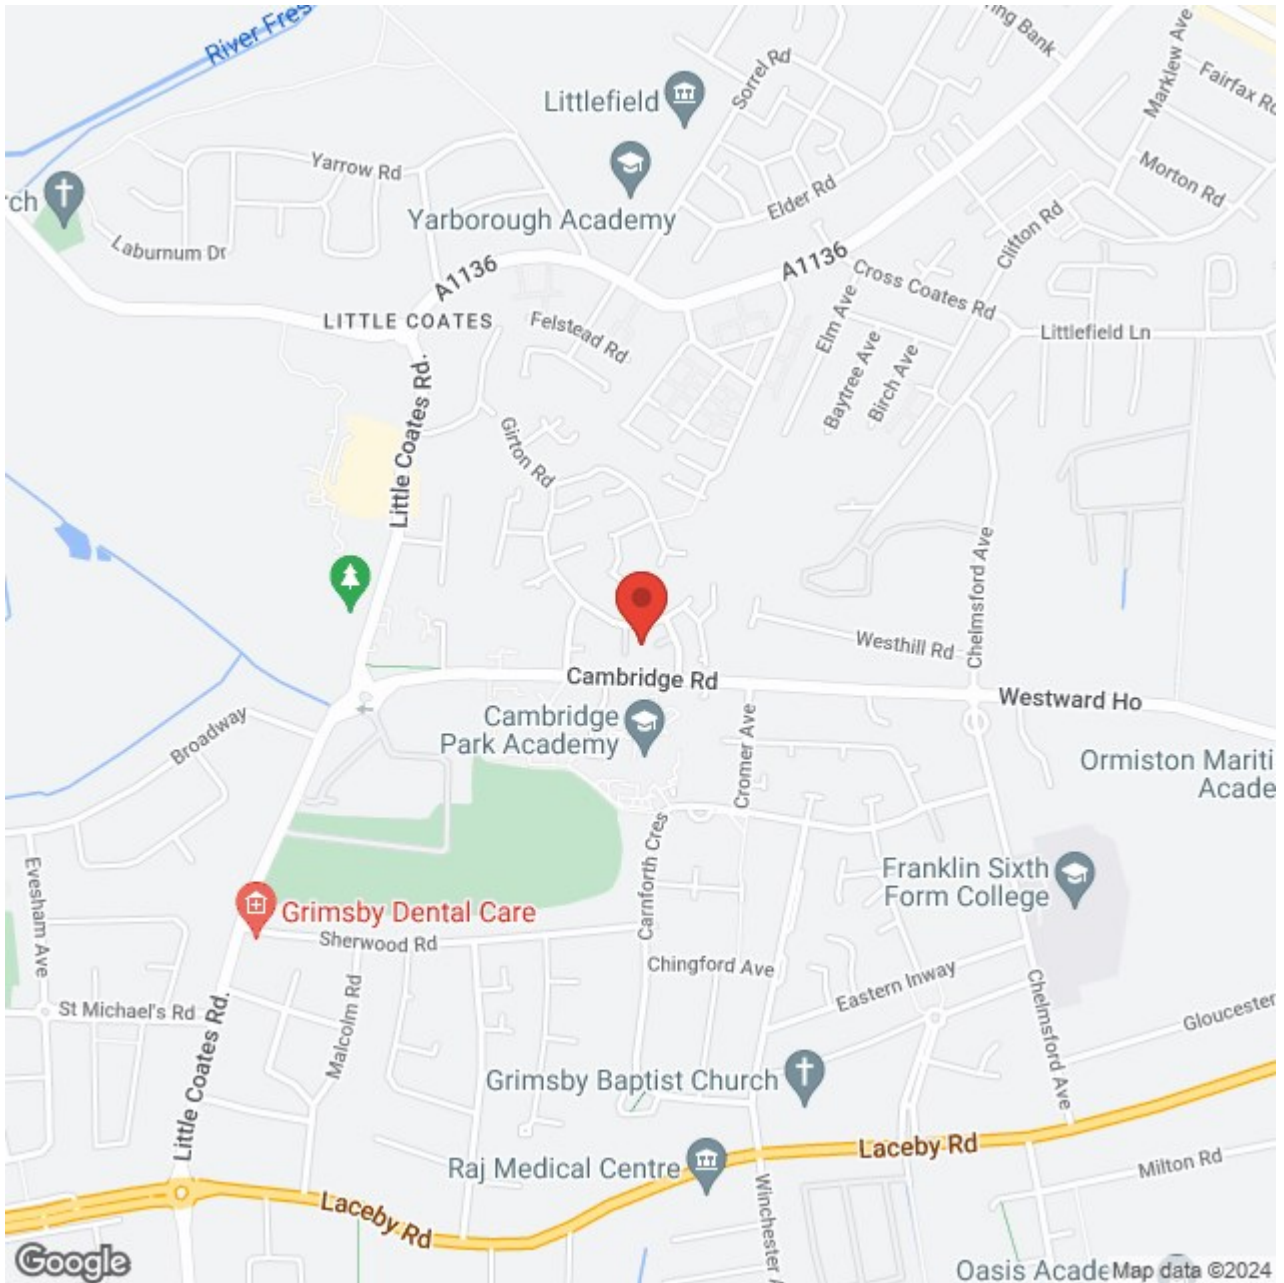 River Fres
ring Bank
Sorrel Rd
Marklew Ave
Fairfax Rd
Littlefield
Yarrow Rd
Morton Rd
rch
Elder Rd
Yarborough Academy
Clifton Rd
Laburnum Dr
A1136
A1136
Cross Coates Rd
LITTLE COATES
Felstead Rd
Elm Ave
Littlefield Ln
Baytree Ave
Birch Ave
Little Coates Rd.
Girton Rd
Chelmsford Ave
Westhill Rd
Cambridge Rd
Westward Ho
Broadway
Cambridge
Park Academy
Cromer Ave
Ormiston Mariti
Acade
Evesham Ave
Carnforth Cres
Franklin Sixth
Form College
Grimsby Dental Care
Sherwood Rd
Chingford Ave
Eastern Inway
St Michael's Rd
Malcolm Rd
Chelmsford Ave
Gloucester
Little Coates Rd.
Grimsby Baptist Church
Raj Medical Centre
Laceby Rd
Milton Rd
Laceby Rd
Winchester A
Google
Oasis Acade
Map data ©2024